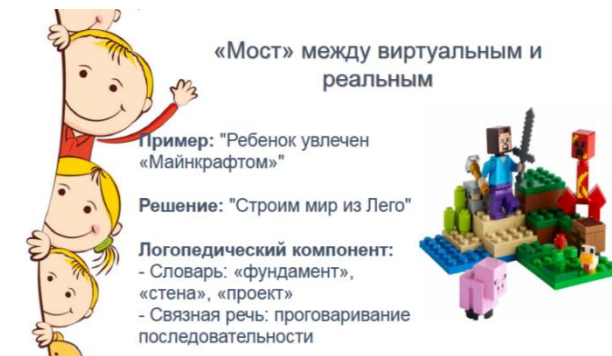 «Мост» между виртуальным и
реальным
Пример: "Ребенок увлечен
«Майнкрафтом»"
Решение: "Строим мир из Лего"
Логопедический компонент:
- Словарь: «фундамент»,
«стена», «проект»
- Связная речь: проговаривание
последовательности